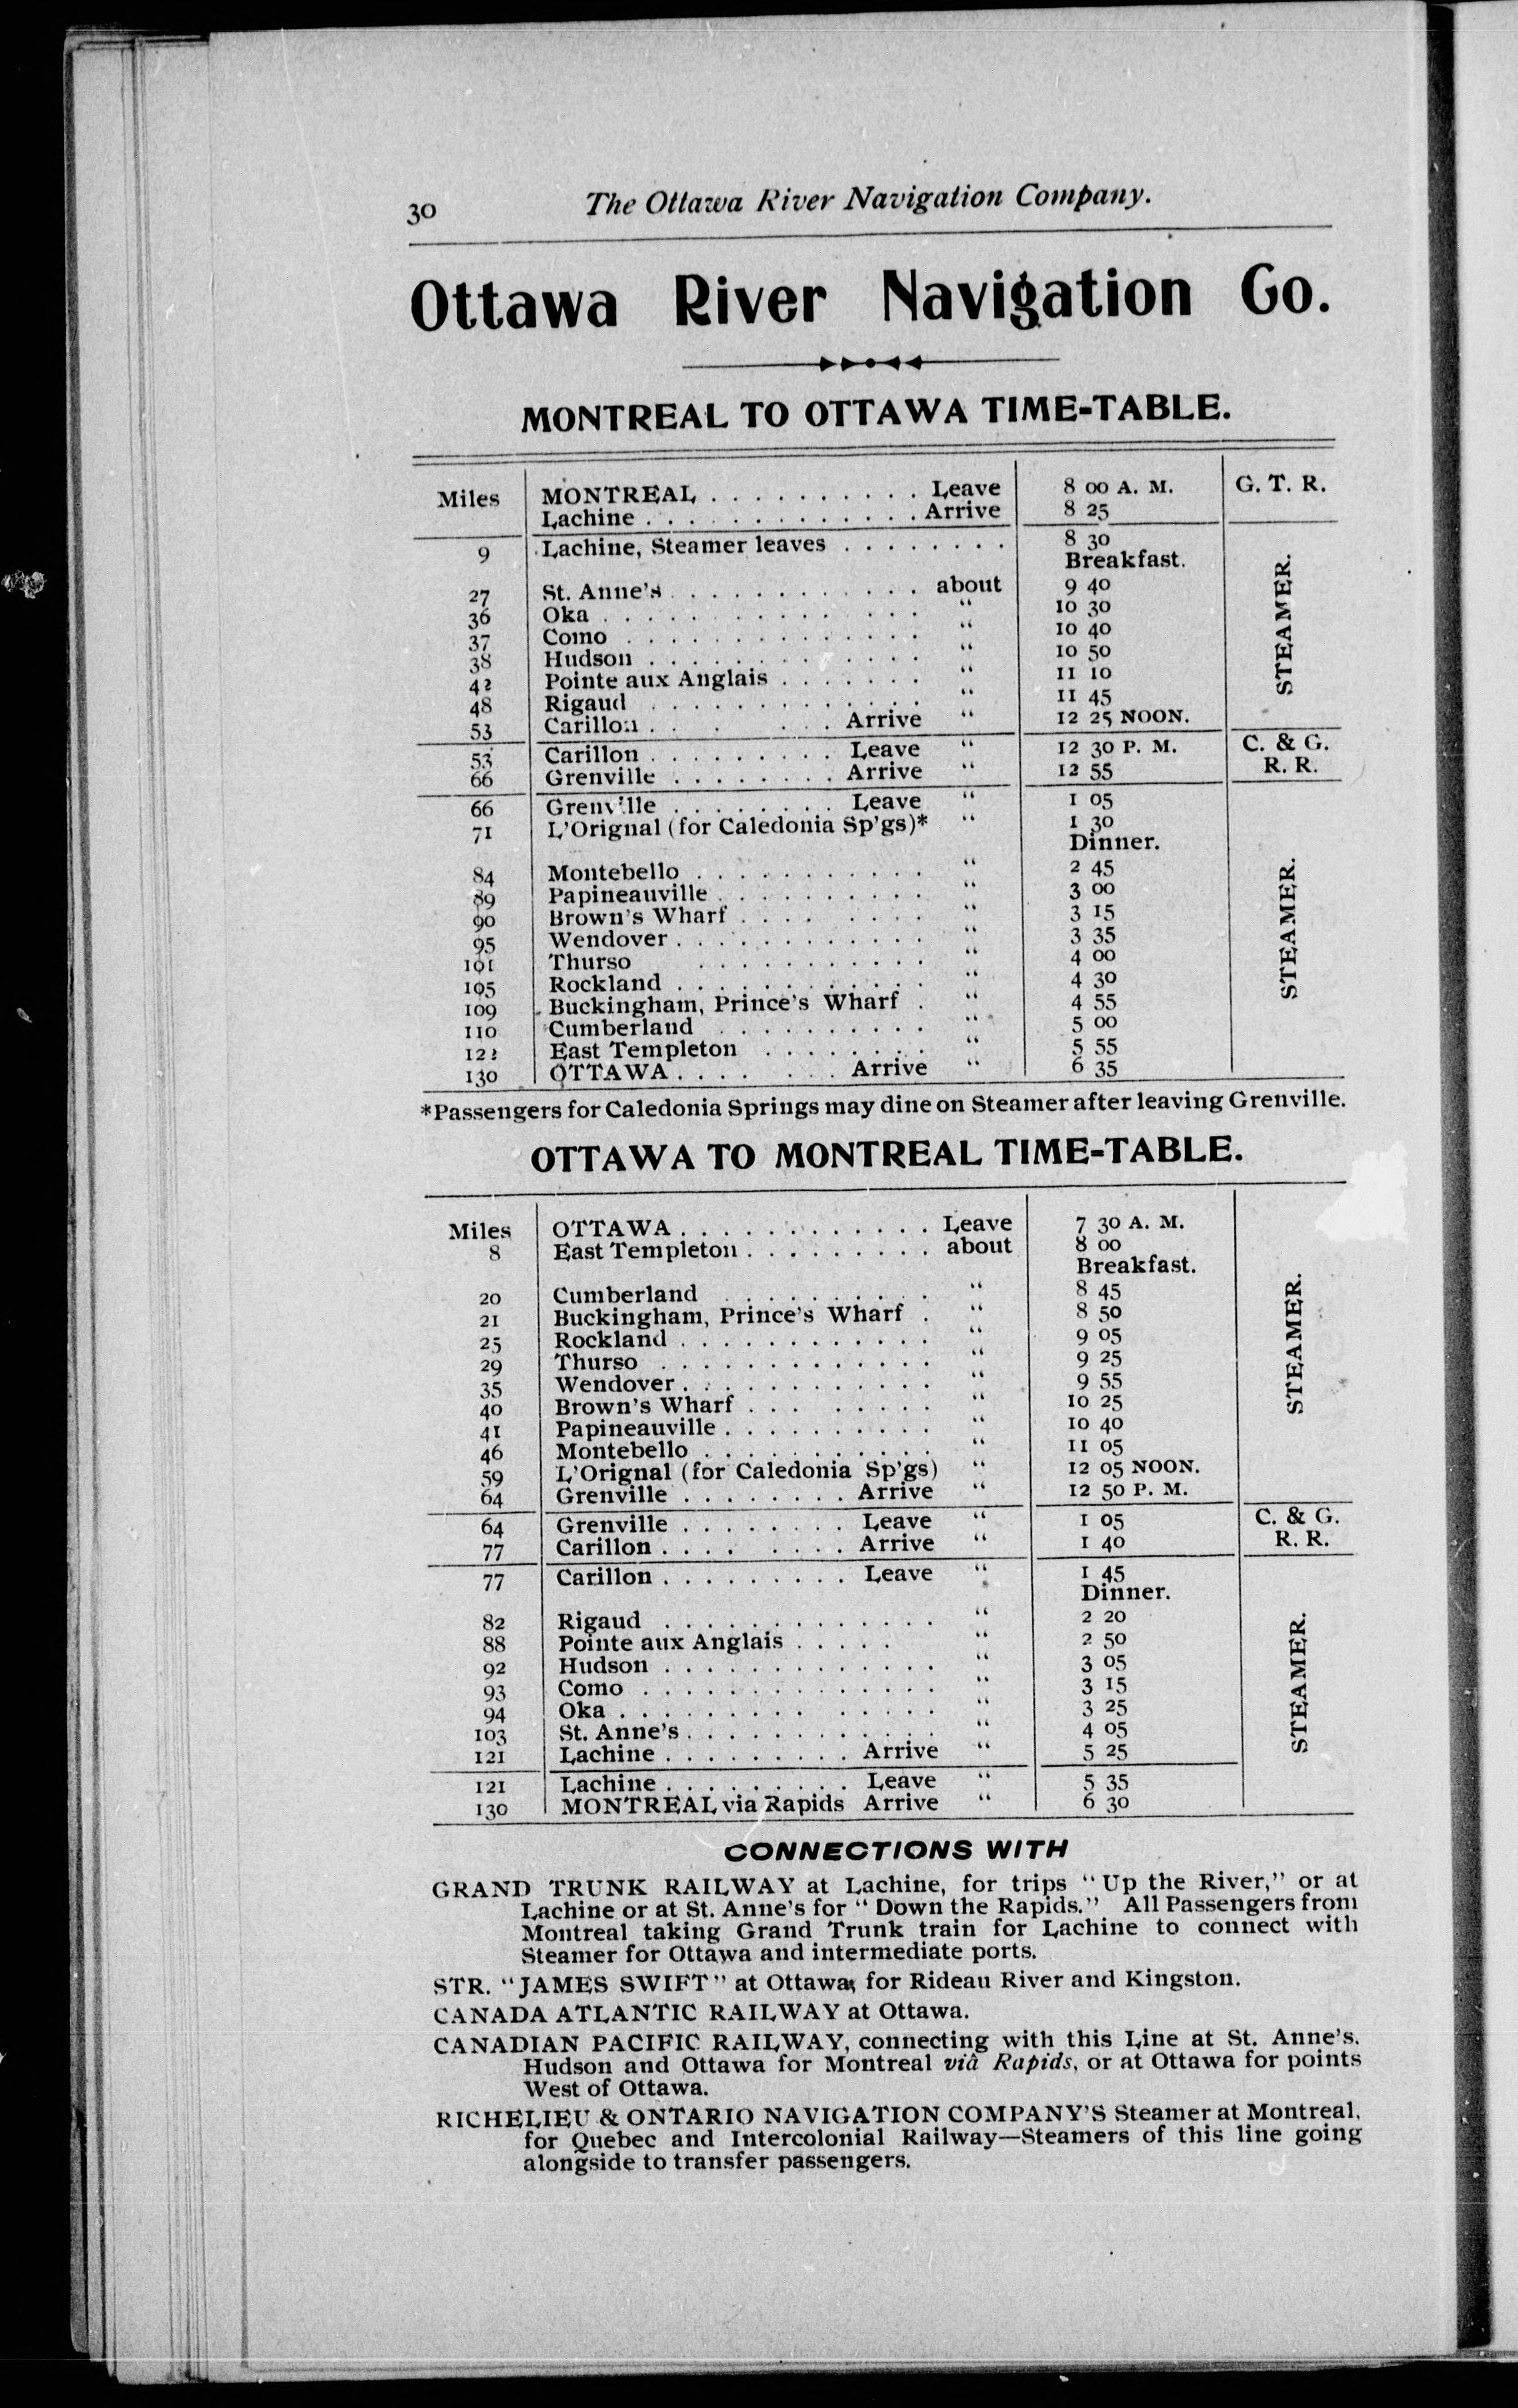 30 The Ottawa River Navigation Company.
Ottawa River Navigation Co.
MONTREAL TO OTTAWA TIME-TABLE.
Miles MONTREAL . . . . . . . . . . Leave 8 00 A. M. G. T. R.
Lachine . . . . . . . . . . . . . Arrive 8 25
9 Lachine, Steamer leaves . . . . . . . . 8 30
Breakfast.
STEAMER.
27 St. Anne's . . . . . . . . . . . . about 9 40
36 Oka . . . . . . . . . . . . . . “ 10 30
37 Como . . . . . . . . . . . . . “ 10 40
38 Hudson . . . . . . . . . . . . “ 10 50
42 Pointe aux Anglais . . . . . . . “ 11 10
48 Rigaud . . . . . . . . . . . . “ 11 45
53 Carillon . . . . . . Arrive “ 12 25 NOON.
53 Carillon . . . . . . . . . Leave “ 12 30 P. M. C. & G.
66 Grenville . . . . . . . . Arrive “ 12 55 R. R.
66 Grenville . . . . . . . . Leave “ 1 05
71 L'Orignal (for Caledonia Sp'gs)* “ 1 30
Dinner.
STEAMER.
84 Montebello . . . . . . . . . . . “ 2 45
89 Papineauville . . . . . . . . . . “ 3 00
90 Brown's Wharf . . . . . . . . “ 3 15
95 Wendover . . . . . . . . . . . . “ 3 35
101 Thurso . . . . . . . . . . . “ 4 00
105 Rockland . . . . . . . . . . . . “ 4 30
109 Buckingham, Prince's Wharf . “ 4 55
110 Cumberland . . . . . . . . . . “ 5 00
122 East Templeton . . . . . . . . “ 5 55
130 OTTAWA . . . . . . . Arrive “ 6 35
*Passengers for Caledonia Springs may dine on Steamer after leaving Grenville.
OTTAWA TO MONTREAL TIME-TABLE.
Miles OTTAWA . . . . . . . . . . . . Leave 7 30 A. M.
8 East Templeton . . . . . . . . . about 8 00
Breakfast.
STEAMER.
20 Cumberland . . . . . . . . . . “ 8 45
21 Buckingham, Prince's Wharf . “ 8 50
25 Rockland . . . . . . . . . . . . “ 9 05
29 Thurso . . . . . . . . . . . . . “ 9 25
35 Wendover . . . . . . . . . . . . “ 9 55
40 Brown's Wharf . . . . . . . . “ 10 25
41 Papineauville . . . . . . . . . . “ 10 40
46 Montebello . . . . . . . . . . . “ 11 05
59 L'Orignal (for Caledonia Sp'gs) “ 12 05 NOON.
64 Grenville . . . . . . . . Arrive “ 12 50 P. M.
64 Grenville . . . . . . . . Leave “ 1 05 C. & G.
77 Carillon . . . . . . . . Arrive “ 1 40 R. R.
77 Carillon . . . . . . . . . Leave “ 1 45
Dinner.
STEAMER.
82 Rigaud . . . . . . . . . . . . . “ 2 20
88 Pointe aux Anglais . . . . . “ 2 50
92 Hudson . . . . . . . . . . . . . “ 3 05
93 Como . . . . . . . . . . . . . . “ 3 15
94 Oka . . . . . . . . . . . . . . “ 3 25
103 St. Anne's . . . . . . . . . . . . “ 4 05
121 Lachine . . . . . . . . . Arrive “ 5 25
121 Lachine . . . . . . . . . Leave “ 5 35
130 MONTREAL via Rapids Arrive “ 6 30
CONNECTIONS WITH
GRAND TRUNK RAILWAY at Lachine, for trips “Up the River,” or at
Lachine or at St. Anne's for “Down the Rapids.” All Passengers from
Montreal taking Grand Trunk train for Lachine to connect with
Steamer for Ottawa and intermediate ports.
STR. “JAMES SWIFT” at Ottawa, for Rideau River and Kingston.
CANADA ATLANTIC RAILWAY at Ottawa.
CANADIAN PACIFIC RAILWAY, connecting with this Line at St. Anne's.
Hudson and Ottawa for Montreal viâ Rapids, or at Ottawa for points
West of Ottawa.
RICHELIEU & ONTARIO NAVIGATION COMPANY'S Steamer at Montreal.
for Quebec and Intercolonial Railway—Steamers of this line going
alongside to transfer passengers.